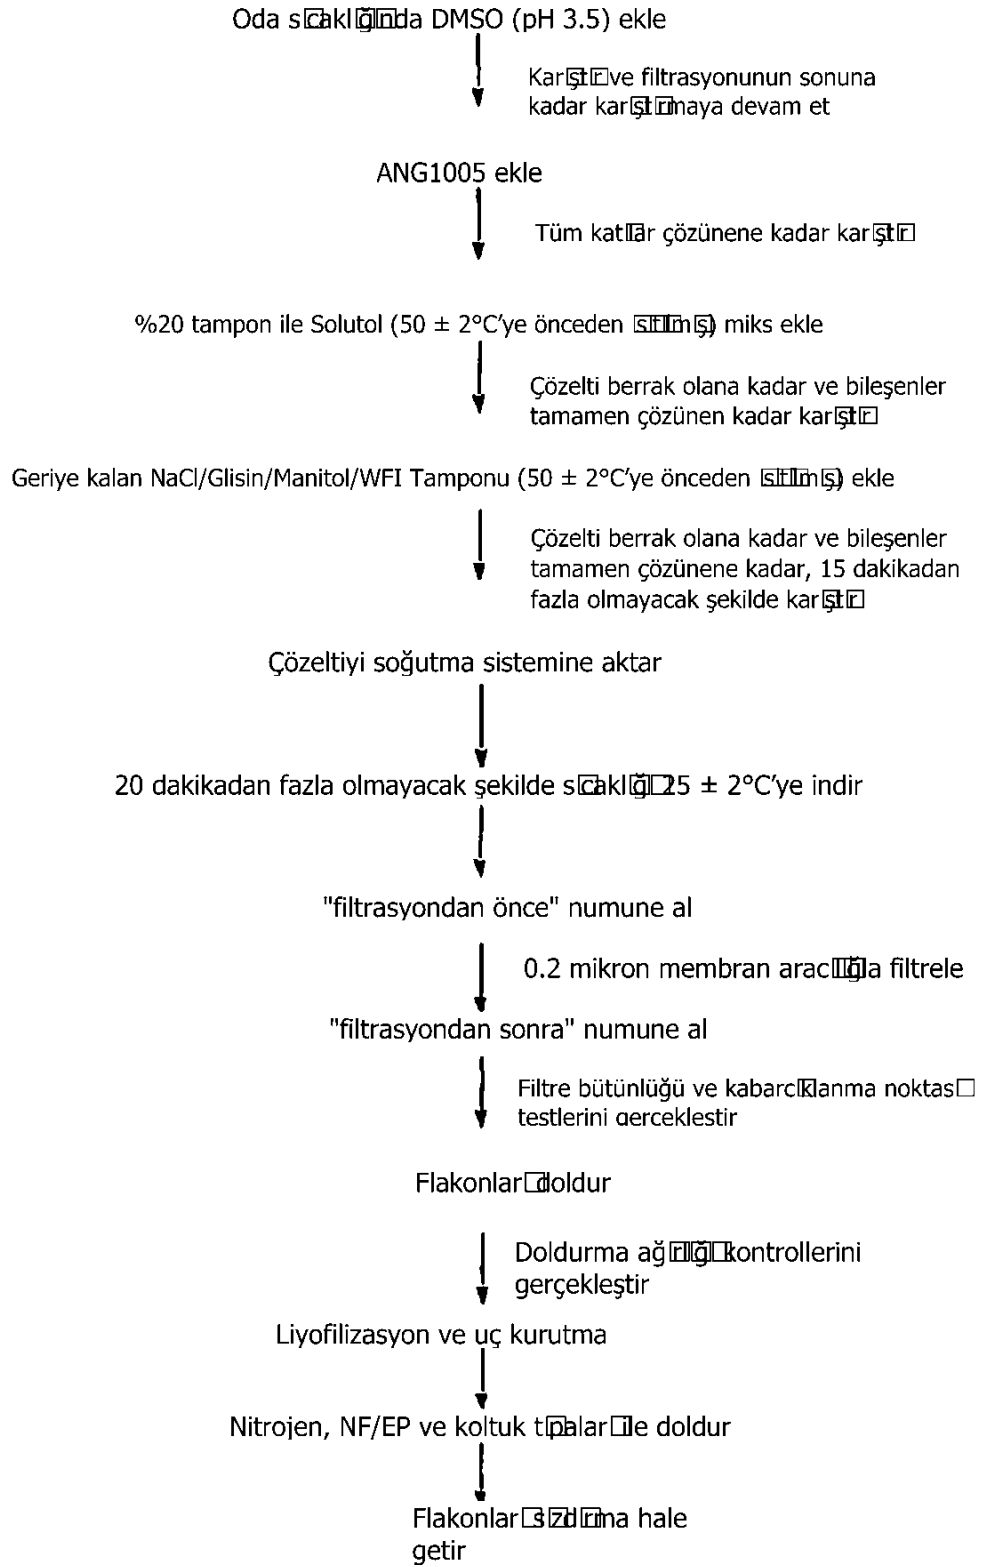 Oda sıcaklığında DMSO (pH 3.5) ekle
Karıştır ve filtrasyonunun sonuna
kadar karıştırmaya devam et
ANG1005 ekle
Tüm katılar çözünene kadar karıştır
%20 tampon ile Solutol (50 ± 2°C'ye önceden ısıtılmış) miks ekle
Çözelti berrak olana kadar ve bileşenler
tamamen çözünen kadar karıştır
Geriye kalan NaCl/Glisin/Manitol/WFI Tamponu (50 ± 2°C'ye önceden ısıtılmış) ekle
Çözelti berrak olana kadar ve bileşenler
tamamen çözünene kadar, 15 dakikadan
fazla olmayacak şekilde karıştır
Çözeltiyi soğutma sistemine aktar
20 dakikadan fazla olmayacak şekilde sıcaklığı 25 ± 2°C'ye indir
"filtrasyondan önce" numune al
0.2 mikron membran aracılığıla filtrele
"filtrasyondan sonra" numune al
Filtre bütünlüğü ve kabarcıklanma noktası
testlerini gerçekleştir
Flakonları doldur
Doldurma ağırlığı kontrollerini
gerçekleştir
Liyofilizasyon ve uç kurutma
Nitrojen, NF/EP ve koltuk tıpaları ile doldur
Flakonları sızdırma hale
getir